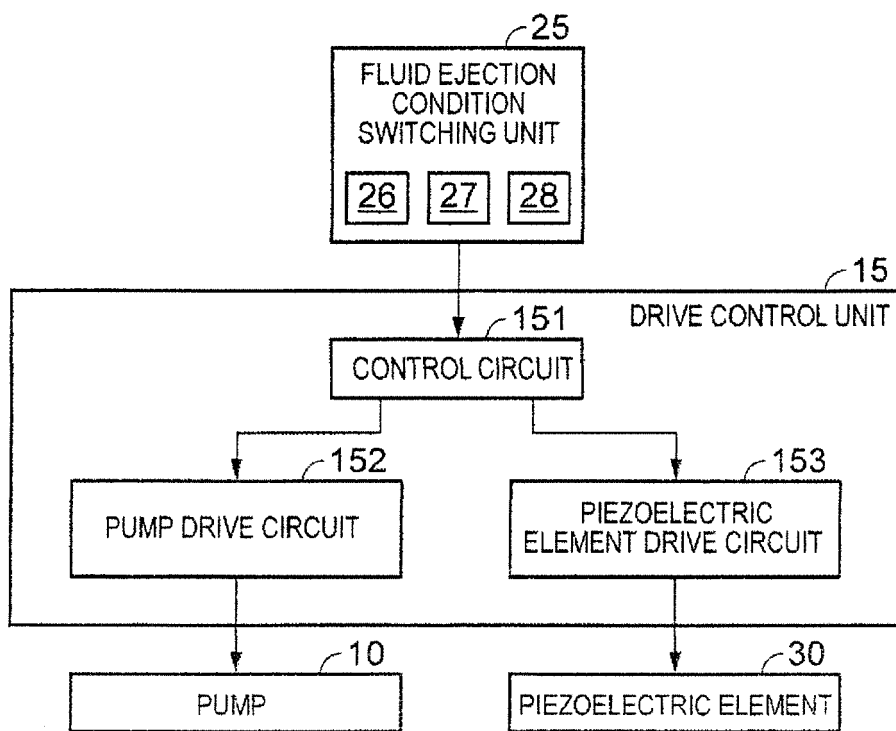 25
FLUID EJECTION
CONDITION
SWITCHING UNIT
26 27 28
15
DRIVE CONTROL UNIT
151
CONTROL CIRCUIT
152
PUMP DRIVE CIRCUIT
153
PIEZOELECTRIC
ELEMENT DRIVE CIRCUIT
10
PUMP
30
PIEZOELECTRIC ELEMENT